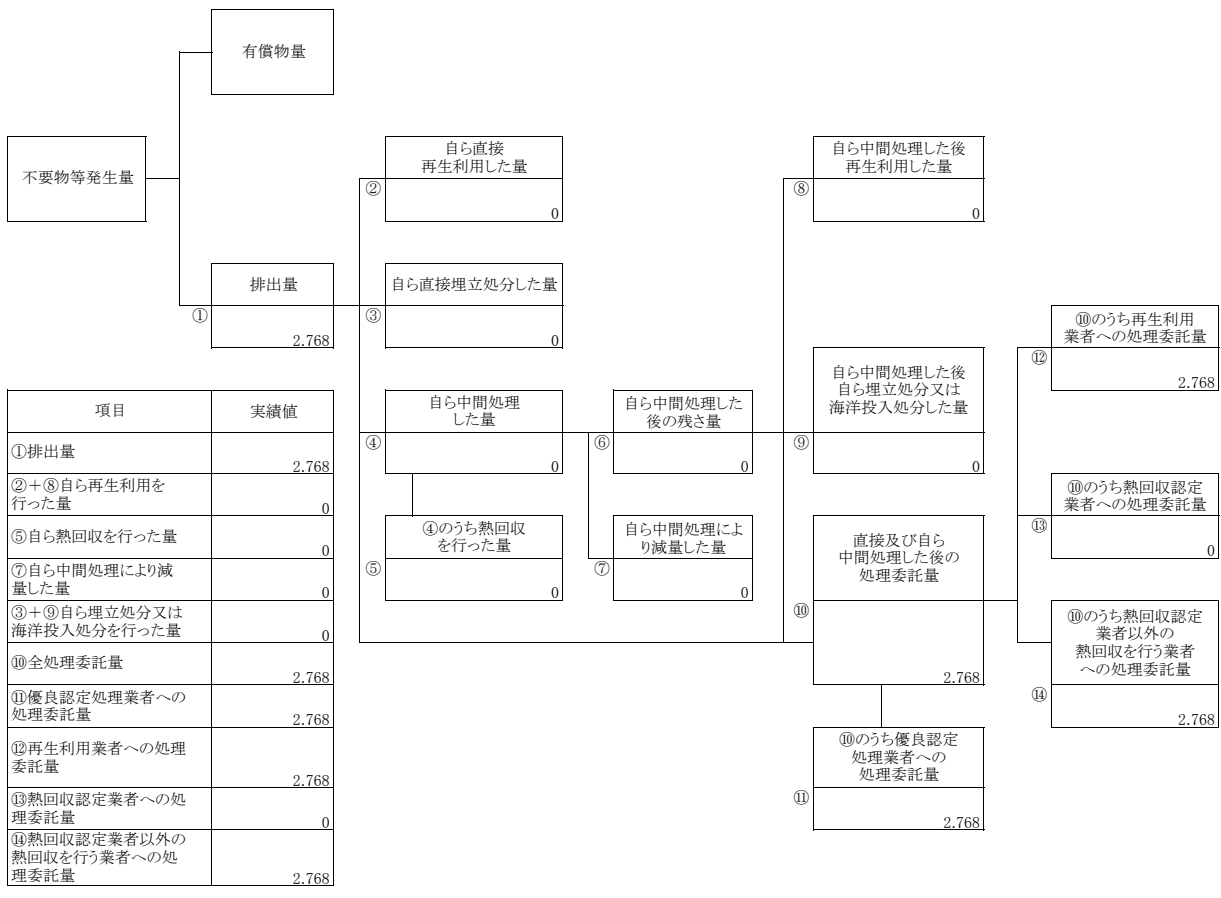 有償物量
不要物等発生量
自ら直接
再生利用した量
②
0
自ら中間処理した後
再生利用した量
⑧
0
排出量
①
2.768
自ら直接埋立処分した量
③
0
自ら中間処理
した量
④
0
自ら中間処理した
後の残さ量
⑥
0
自ら中間処理した後
自ら埋立処分又は
海洋投入処分した量
⑨
0
⑩のうち再生利用
業者への処理委託量
⑫
2.768
④のうち熱回収
を行った量
⑤
0
自ら中間処理によ
り減量した量
⑦
0
直接及び自ら
中間処理した後の
処理委託量
⑩
2.768
⑩のうち熱回収認定
業者への処理委託量
⑬
0
⑩のうち熱回収認定
業者以外の
熱回収を行う業者
への処理委託量
⑭
2.768
⑩のうち優良認定
処理業者への
処理委託量
⑪
2.768
項目 実績値
①排出量
2.768
②+⑧自ら再生利用を
行った量
0
⑤自ら熱回収を行った量
0
⑦自ら中間処理により減
量した量
0
③+⑨自ら埋立処分又は
海洋投入処分を行った量
0
⑩全処理委託量
2.768
⑪優良認定処理業者への
処理委託量
2.768
⑫再生利用業者への処理
委託量
2.768
⑬熱回収認定業者への処
理委託量
0
⑭熱回収認定業者以外の
熱回収を行う業者への処
理委託量
2.768